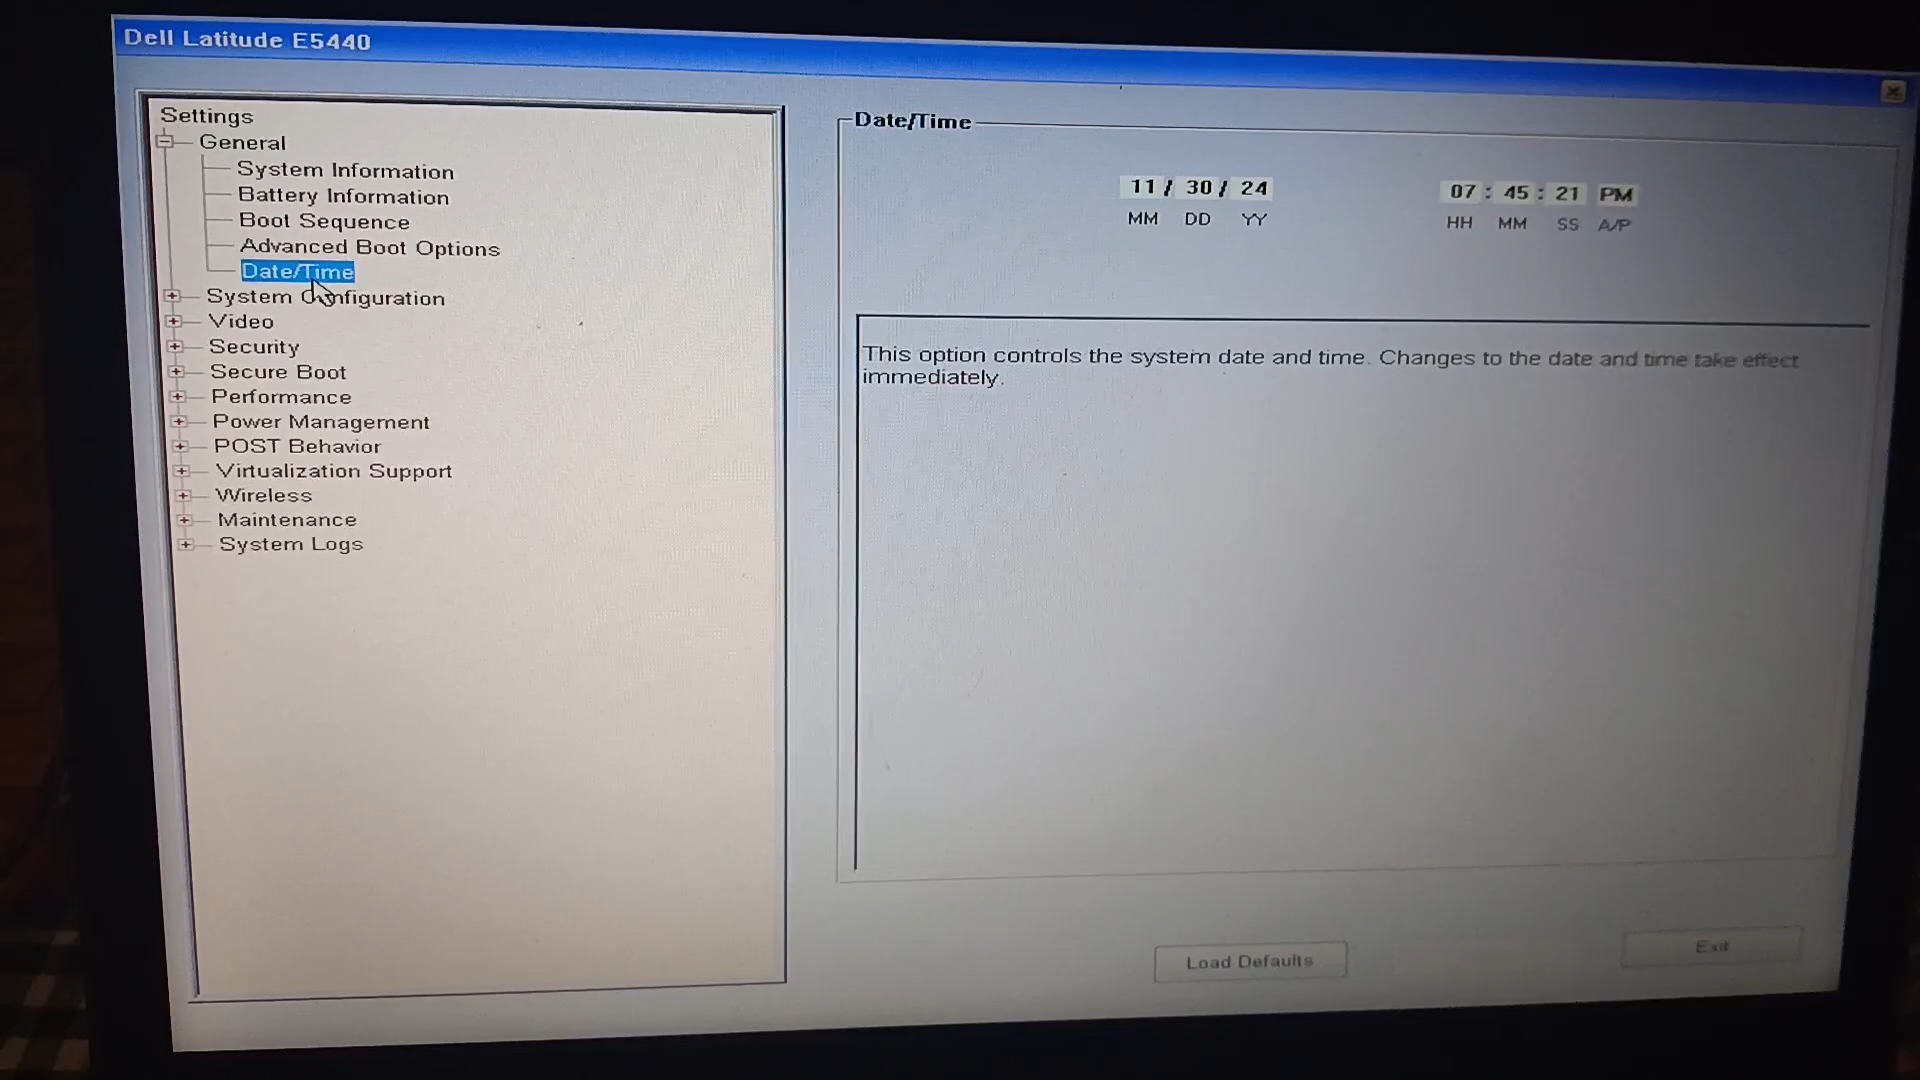 Dell Latitude E5440
Settings
General
System Information
Battery Information
Boot Sequence
Advanced Boot Options
Date/Time
System Configuration
Video
Security
Secure Boot
Performance
Power Management
POST Behavior
Virtualization Support
Wireless
Maintenance
System Logs
Date/Time
11 / 30 / 24
MM DD YY
07 : 45 : 21 PM
HH MM SS A/P
This option controls the system date and time. Changes to the date and time take effect
immediately.
Load Defaults
Exit